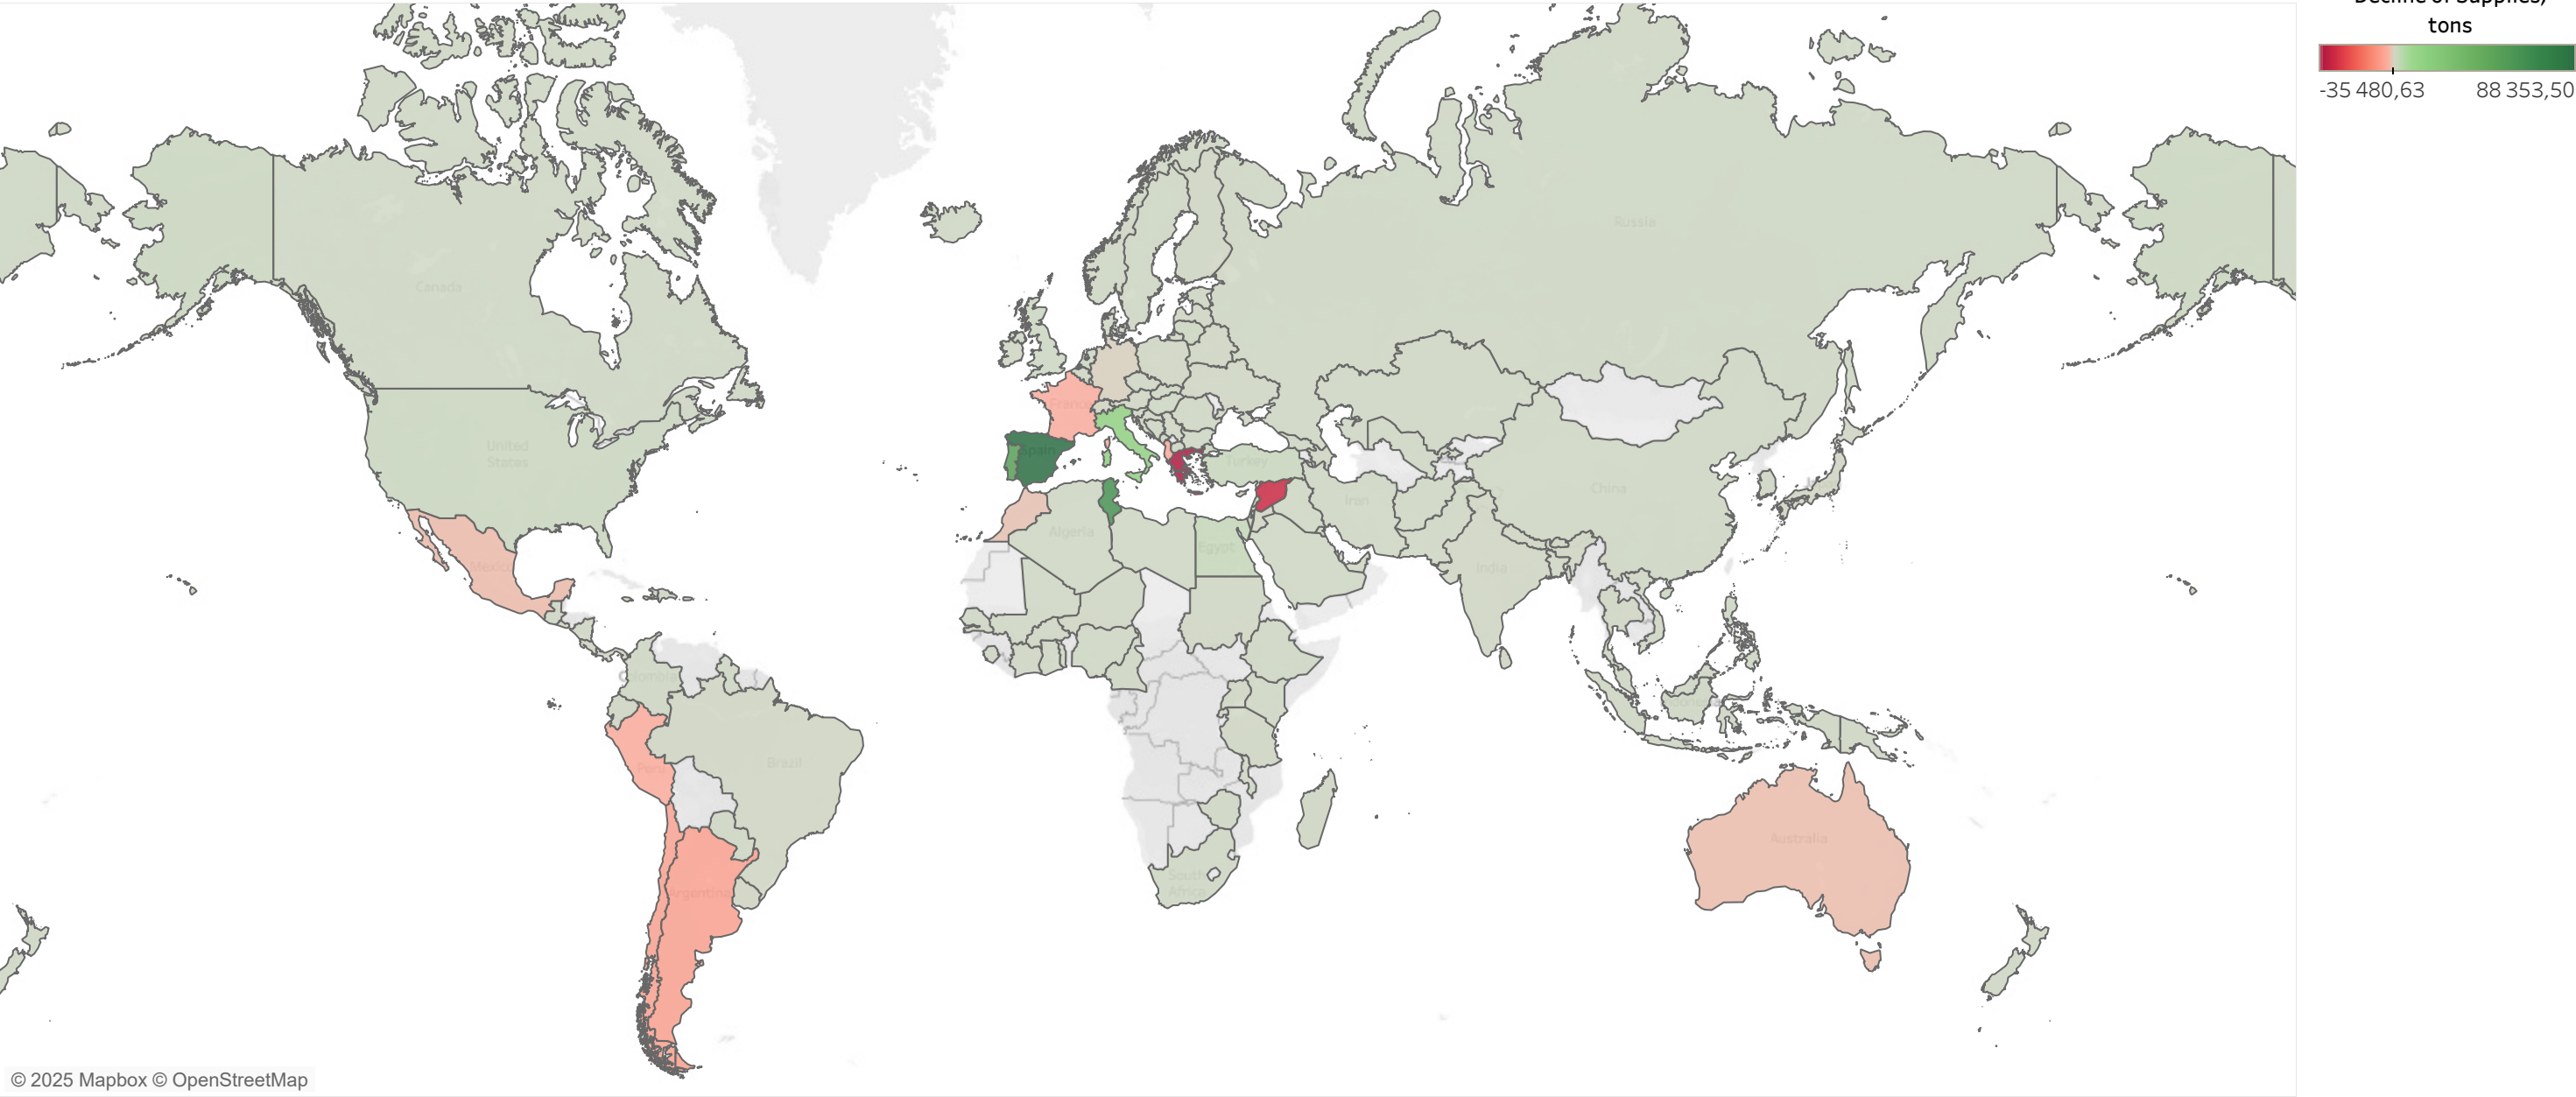 Decline of Supplies,
tons
-35 480,63
88 353,50
Russia
Canada
United
States
France
Spain
Turkey
China
Iran
Algeria
Egypt
India
Mexico
Colombia
Brazil
Peru
Australia
South
Africa
Argentina
© 2025 Mapbox © OpenStreetMap